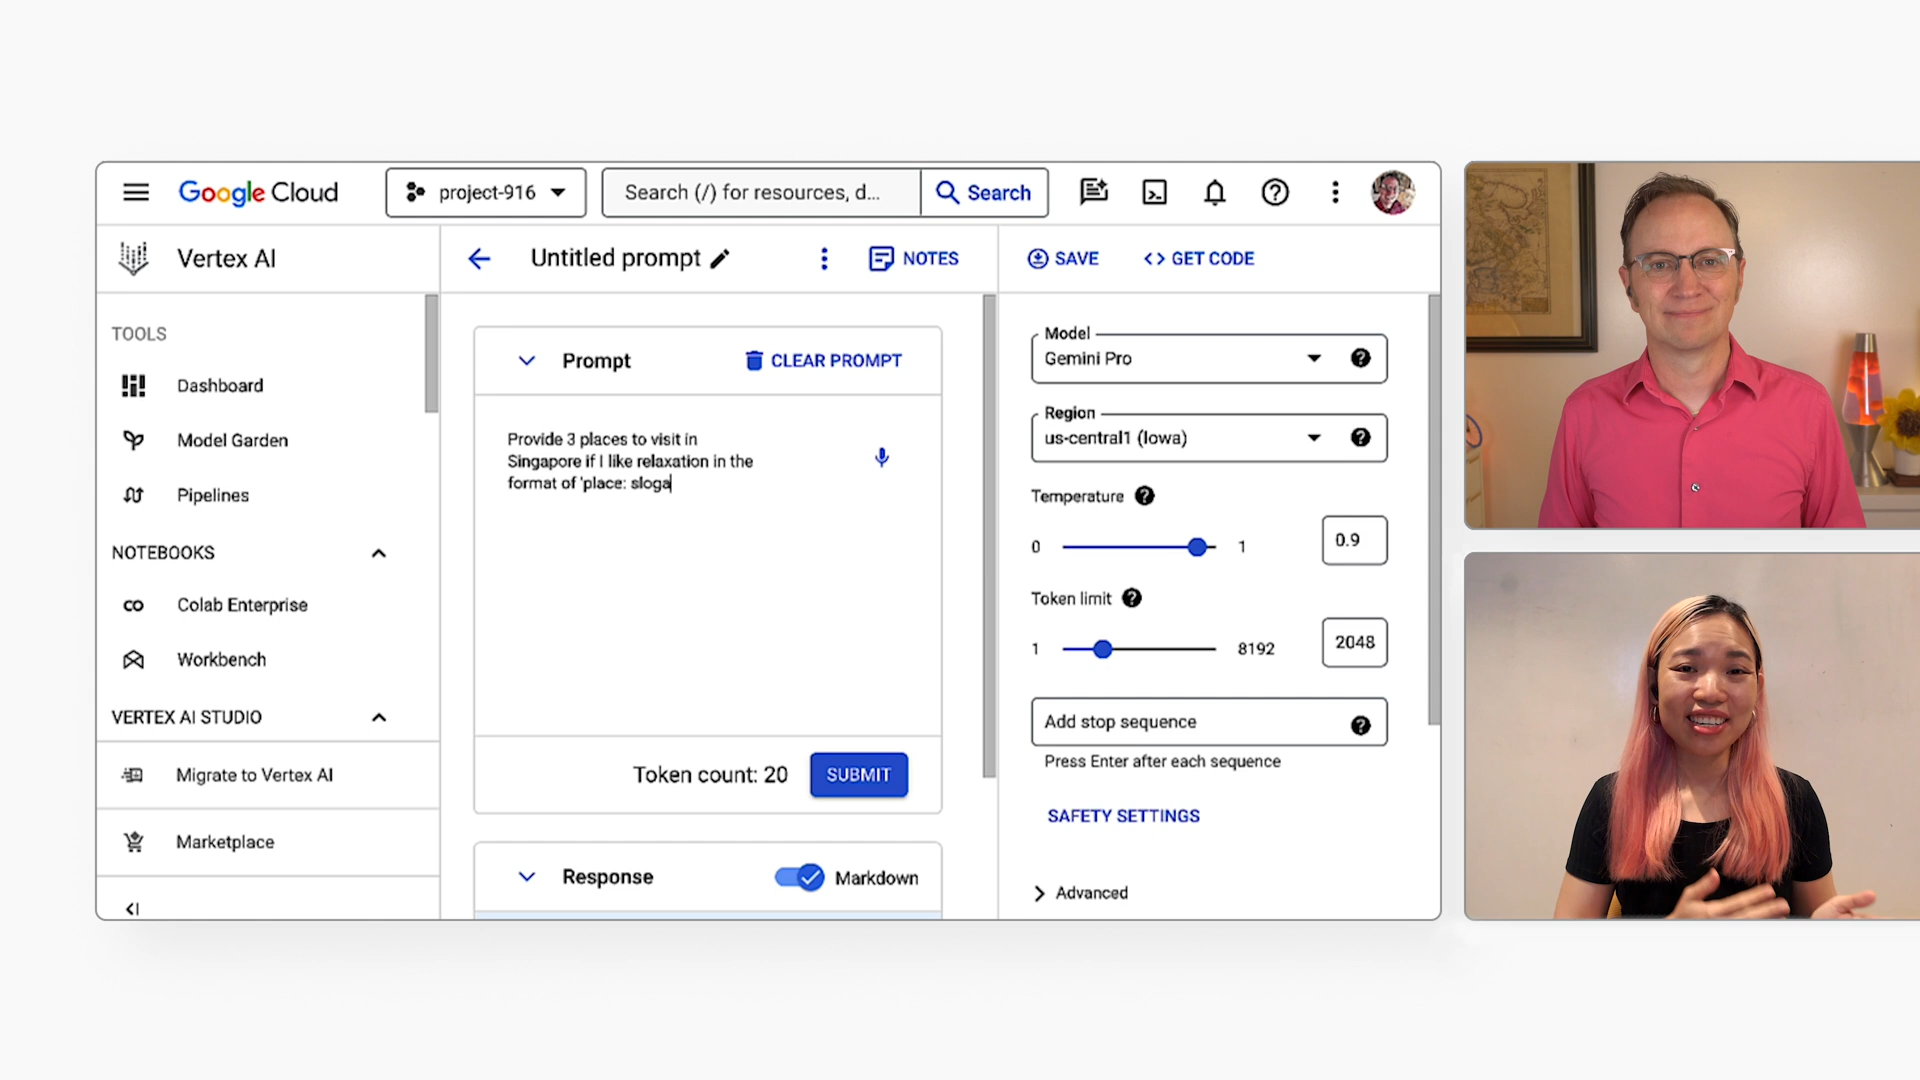 Google Cloud
project-916
Search (/) for resources, d...
Search
Vertex AI
Untitled prompt
NOTES
SAVE
<> GET CODE
TOOLS
Dashboard
Model Garden
Pipelines
NOTEBOOKS
Colab Enterprise
Workbench
VERTEX AI STUDIO
Migrate to Vertex AI
Marketplace
Prompt
CLEAR PROMPT
Provide 3 places to visit in
Singapore if I like relaxation in the
format of 'place: sloga
Token count: 20
SUBMIT
Response
Markdown
Model
Gemini Pro
Region
us-central1 (Iowa)
Temperature
0
1
0.9
Token limit
1
8192
2048
Add stop sequence
Press Enter after each sequence
SAFETY SETTINGS
Advanced